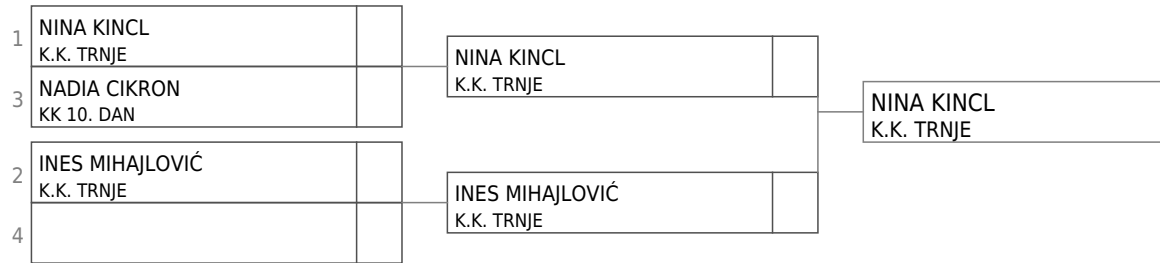 1
NINA KINCL
K.K. TRNJE
3
NADIA CIKRON
KK 10. DAN
2
INES MIHAJLOVIĆ
K.K. TRNJE
4
NINA KINCL
K.K. TRNJE
INES MIHAJLOVIĆ
K.K. TRNJE
NINA KINCL
K.K. TRNJE